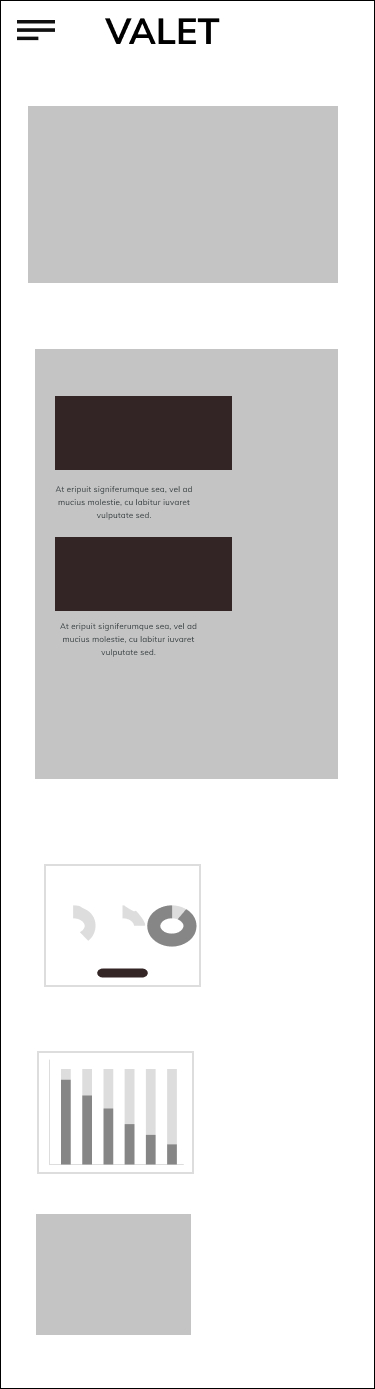 VALET
At eripuit signiferumque sea, vel ad
mucius molestie, cu labitur iuvaret
vulputate sed.
At eripuit signiferumque sea, vel ad
mucius molestie, cu labitur iuvaret
vulputate sed.